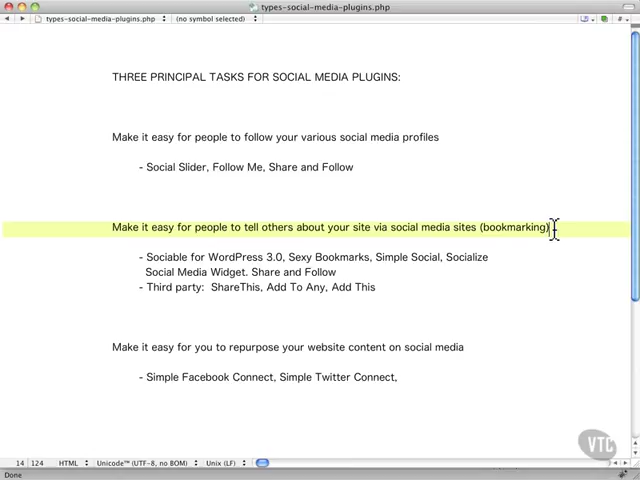 types-social-media-plugins.php
types-social-media-plugins.php (no symbol selected) #
THREE PRINCIPAL TASKS FOR SOCIAL MEDIA PLUGINS:
Make it easy for people to follow your various social media profiles
- Social Slider, Follow Me, Share and Follow
Make it easy for people to tell others about your site via social media sites (bookmarking)
- Sociable for WordPress 3.0, Sexy Bookmarks, Simple Social, Socialize
Social Media Widget. Share and Follow
- Third party: ShareThis, Add To Any, Add This
Make it easy for you to repurpose your website content on social media
- Simple Facebook Connect, Simple Twitter Connect,
VTC
14 124 HTML Unicode™ (UTF-8, no BOM) Unix (LF)
Done